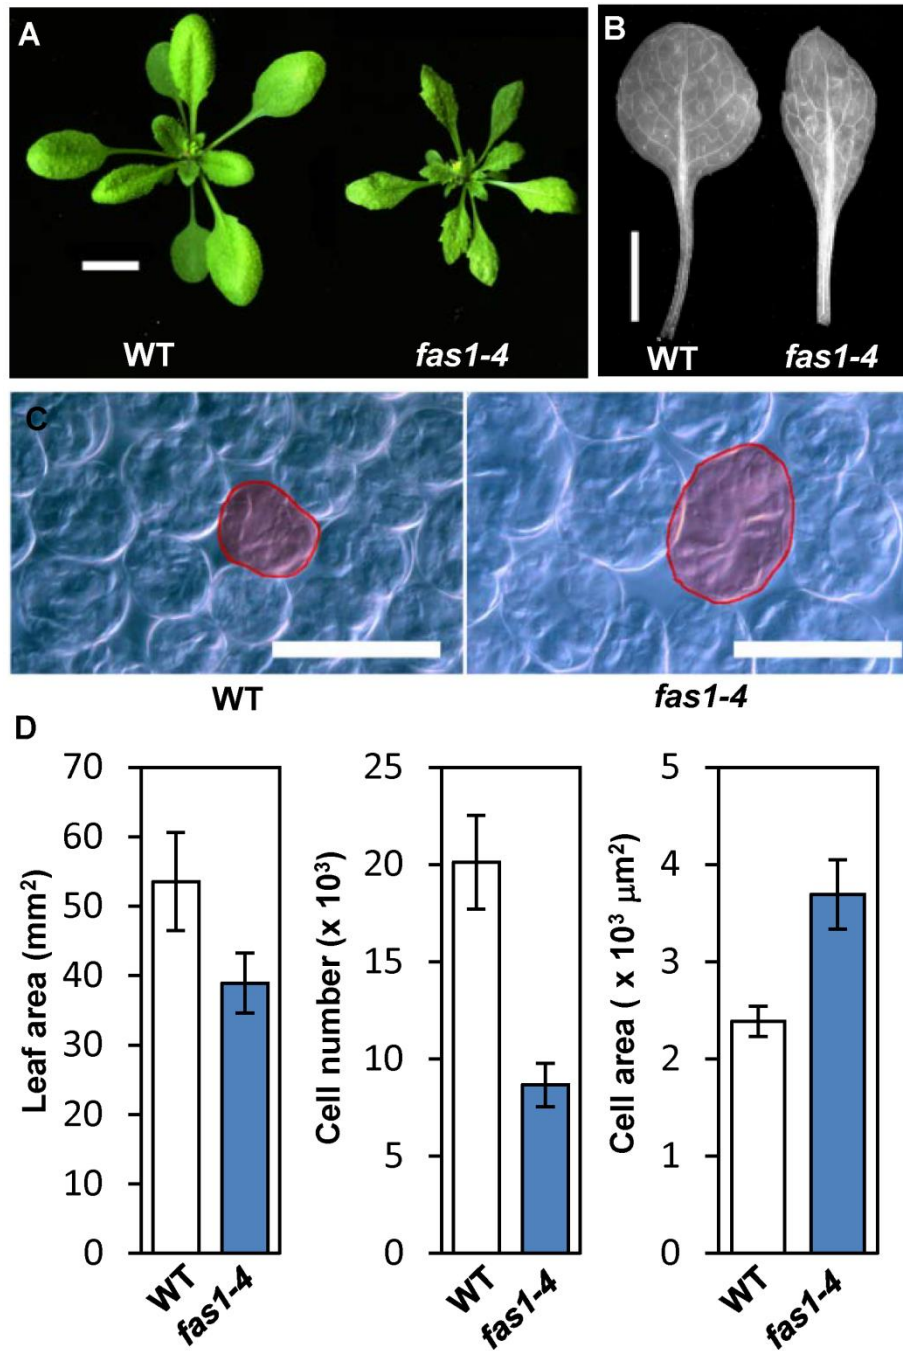 A
B
WT
fas1-4
WT
fas1-4
C
WT
fas1-4
D
Leaf area (mm²)
70
60
50
40
30
20
10
0
WT
fas1-4
Cell number (x 10³)
25
20
15
10
5
0
WT
fas1-4
Cell area ( x 10³ μm²)
5
4
3
2
1
0
WT
fas1-4